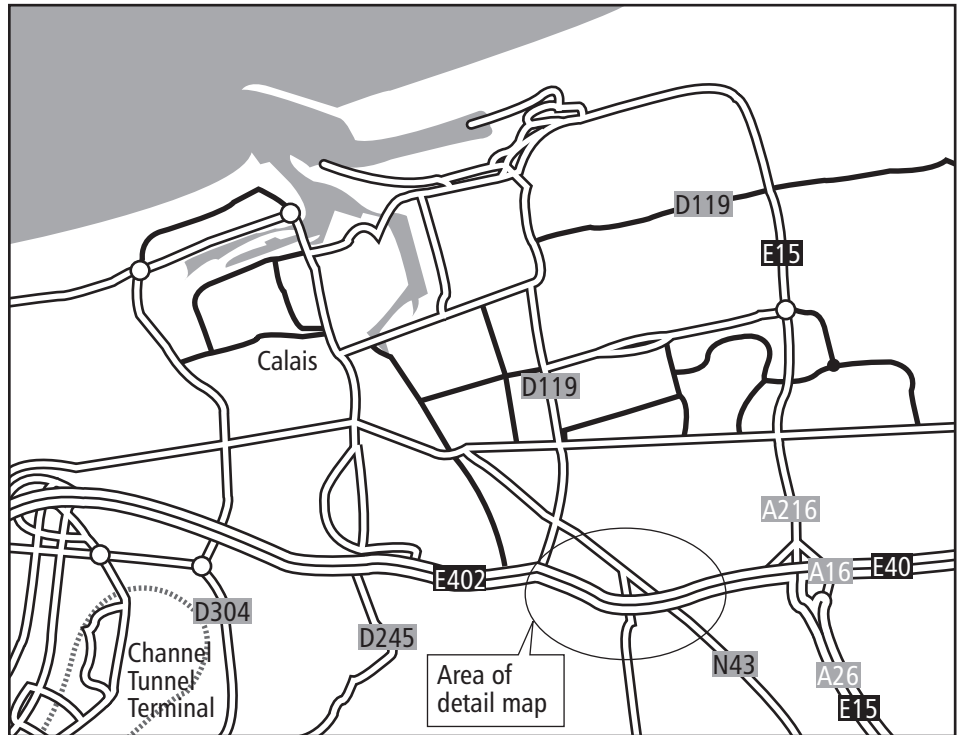 D119
E15
Calais
D119
A216
E402
A16
E40
D304
D245
Channel
Tunnel
Terminal
Area of
detail map
N43
A26
E15